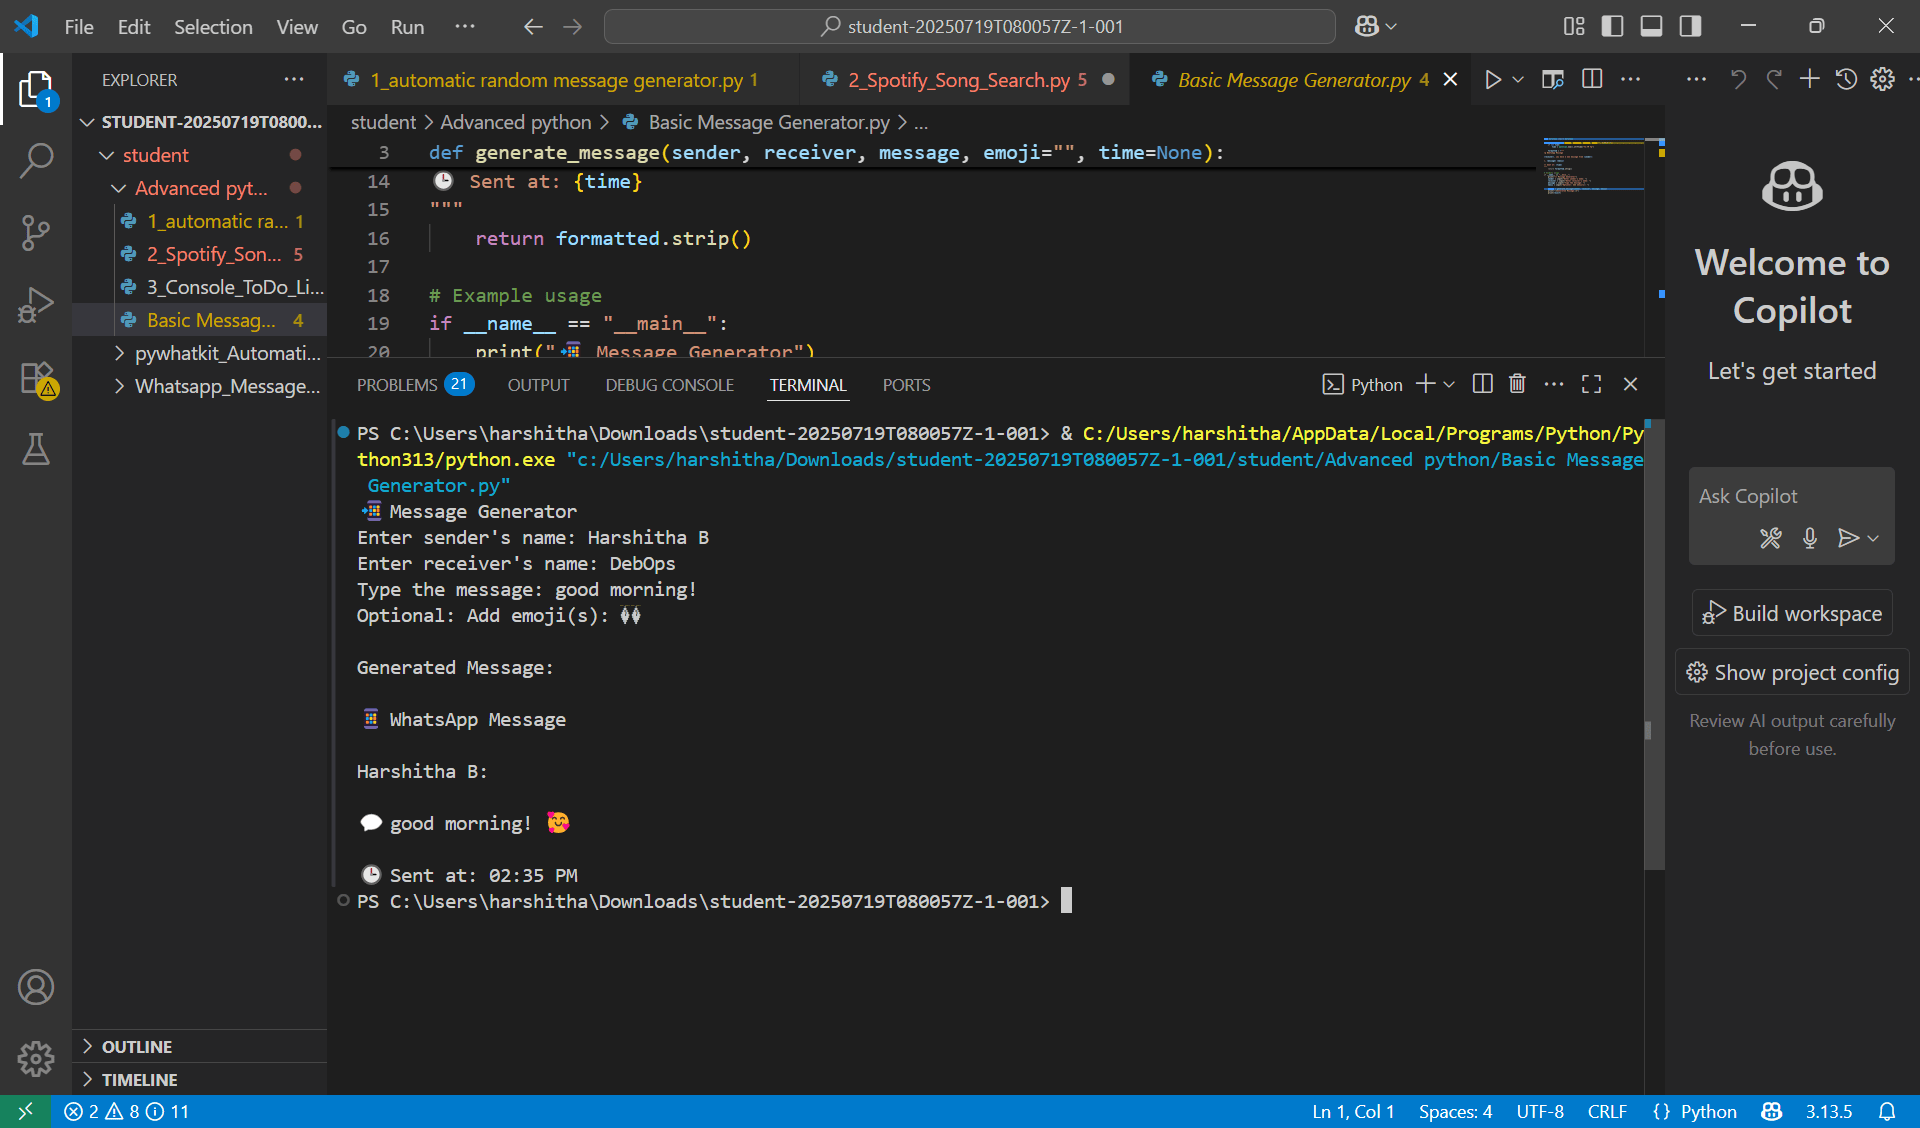 File Edit Selection View Go Run ··· student-20250719T080057Z-1-001
EXPLORER ···
STUDENT-20250719T0800...
student
Advanced pyt...
1_automatic ra... 1
2_Spotify_Son... 5
3_Console_ToDo_Li...
Basic Messag... 4
pywhatkit_Automati...
Whatsapp_Message...
OUTLINE
TIMELINE
1_automatic random message generator.py 1
2_Spotify_Song_Search.py 5
Basic Message Generator.py 4
student > Advanced python > Basic Message Generator.py > ...
3 def generate_message(sender, receiver, message, emoji="", time=None):
14 🕒 Sent at: {time}
15 """
16 return formatted.strip()
17
18 # Example usage
19 if __name__ == "__main__":
20 print("📲 Message Generator")
PROBLEMS 21 OUTPUT DEBUG CONSOLE TERMINAL PORTS Python
PS C:\Users\harshitha\Downloads\student-20250719T080057Z-1-001> & C:/Users/harshitha/AppData/Local/Programs/Python/Py
thon313/python.exe "c:/Users/harshitha/Downloads/student-20250719T080057Z-1-001/student/Advanced python/Basic Message
Generator.py"
📲 Message Generator
Enter sender's name: Harshitha B
Enter receiver's name: DebOps
Type the message: good morning!
Optional: Add emoji(s): ��
Generated Message:
📱 WhatsApp Message
Harshitha B:
💬 good morning! 🥰
🕒 Sent at: 02:35 PM
PS C:\Users\harshitha\Downloads\student-20250719T080057Z-1-001>
Welcome to
Copilot
Let's get started
Ask Copilot
Build workspace
Show project config
Review AI output carefully
before use.
1
2 8 11
Ln 1, Col 1 Spaces: 4 UTF-8 CRLF {} Python 3.13.5